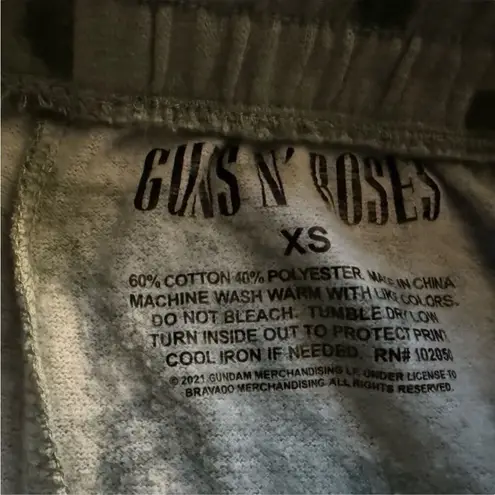 GUNS N' ROSES
XS
60% COTTON 40% POLYESTER. MADE IN CHINA
MACHINE WASH WARM WITH LIKE COLORS.
DO NOT BLEACH. TUMBLE DRY LOW
TURN INSIDE OUT TO PROTECT PRINT
COOL IRON IF NEEDED. RN# 102050
© 2021 GUNDAM MERCHANDISING LP. UNDER LICENSE TO
BRAVADO MERCHANDISING ALL RIGHTS RESERVED.